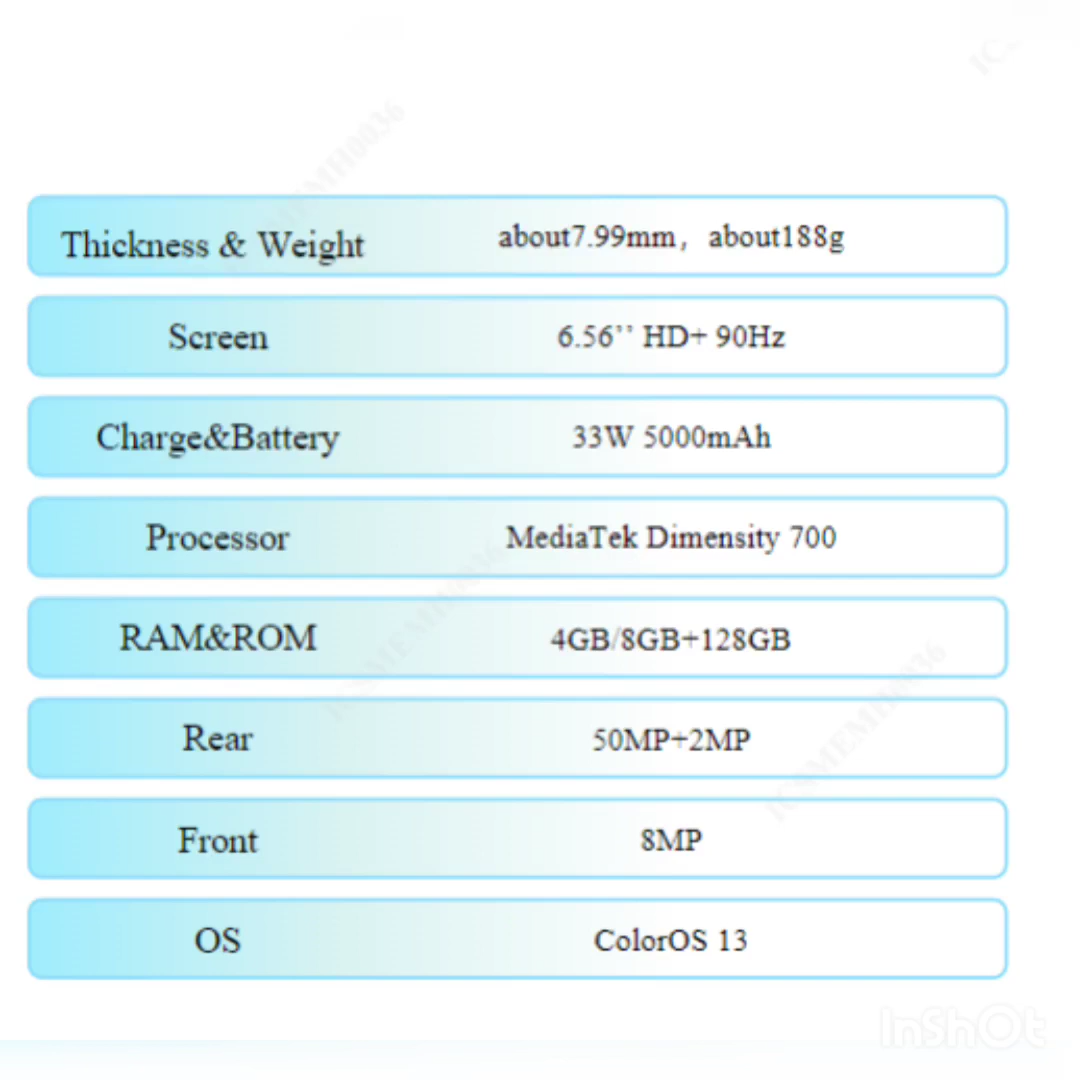 Thickness & Weight about7.99mm, about188g
Screen 6.56’’ HD+ 90Hz
Charge&Battery 33W 5000mAh
Processor MediaTek Dimensity 700
RAM&ROM 4GB/8GB+128GB
Rear 50MP+2MP
Front 8MP
OS ColorOS 13
InShOt